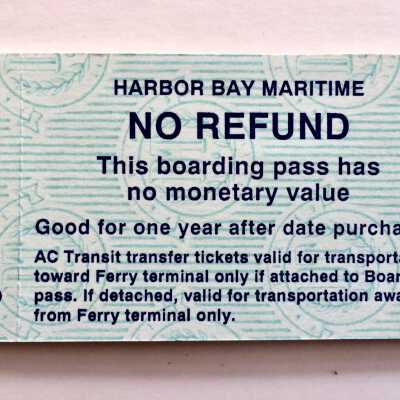 HARBOR BAY MARITIME
NO REFUND
This boarding pass has
no monetary value
Good for one year after date purcha
AC Transit transfer tickets valid for transporta
toward Ferry terminal only if attached to Boar
pass. If detached, valid for transportation awa
from Ferry terminal only.